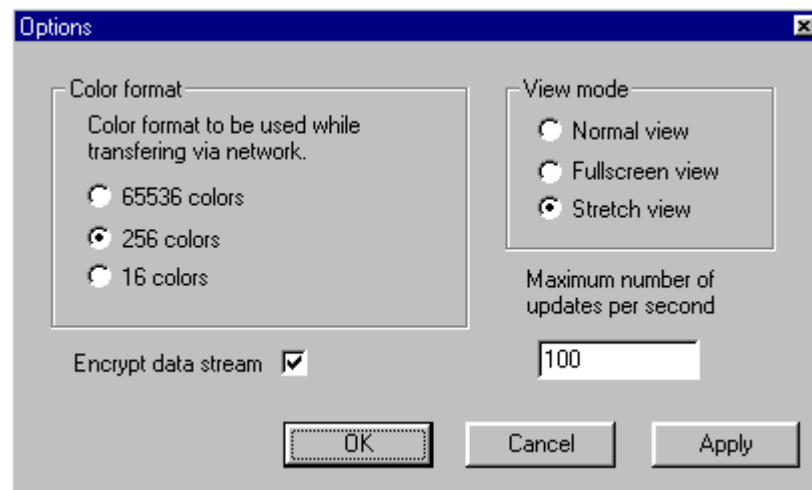 Options
Color format
Color format to be used while
transfering via network.
65536 colors
256 colors
16 colors
Encrypt data stream
View mode
Normal view
Fullscreen view
Stretch view
Maximum number of
updates per second
100
OK
Cancel
Apply